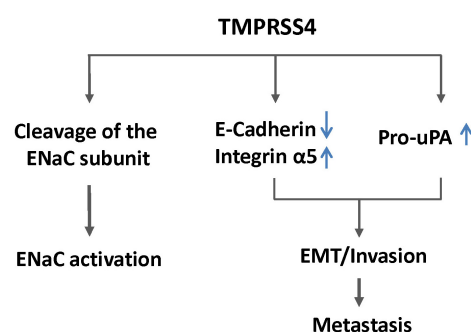 TMPRSS4
Cleavage of the
ENaC subunit
E-Cadherin
Integrin α5
Pro-uPA
ENaC activation
EMT/Invasion
Metastasis